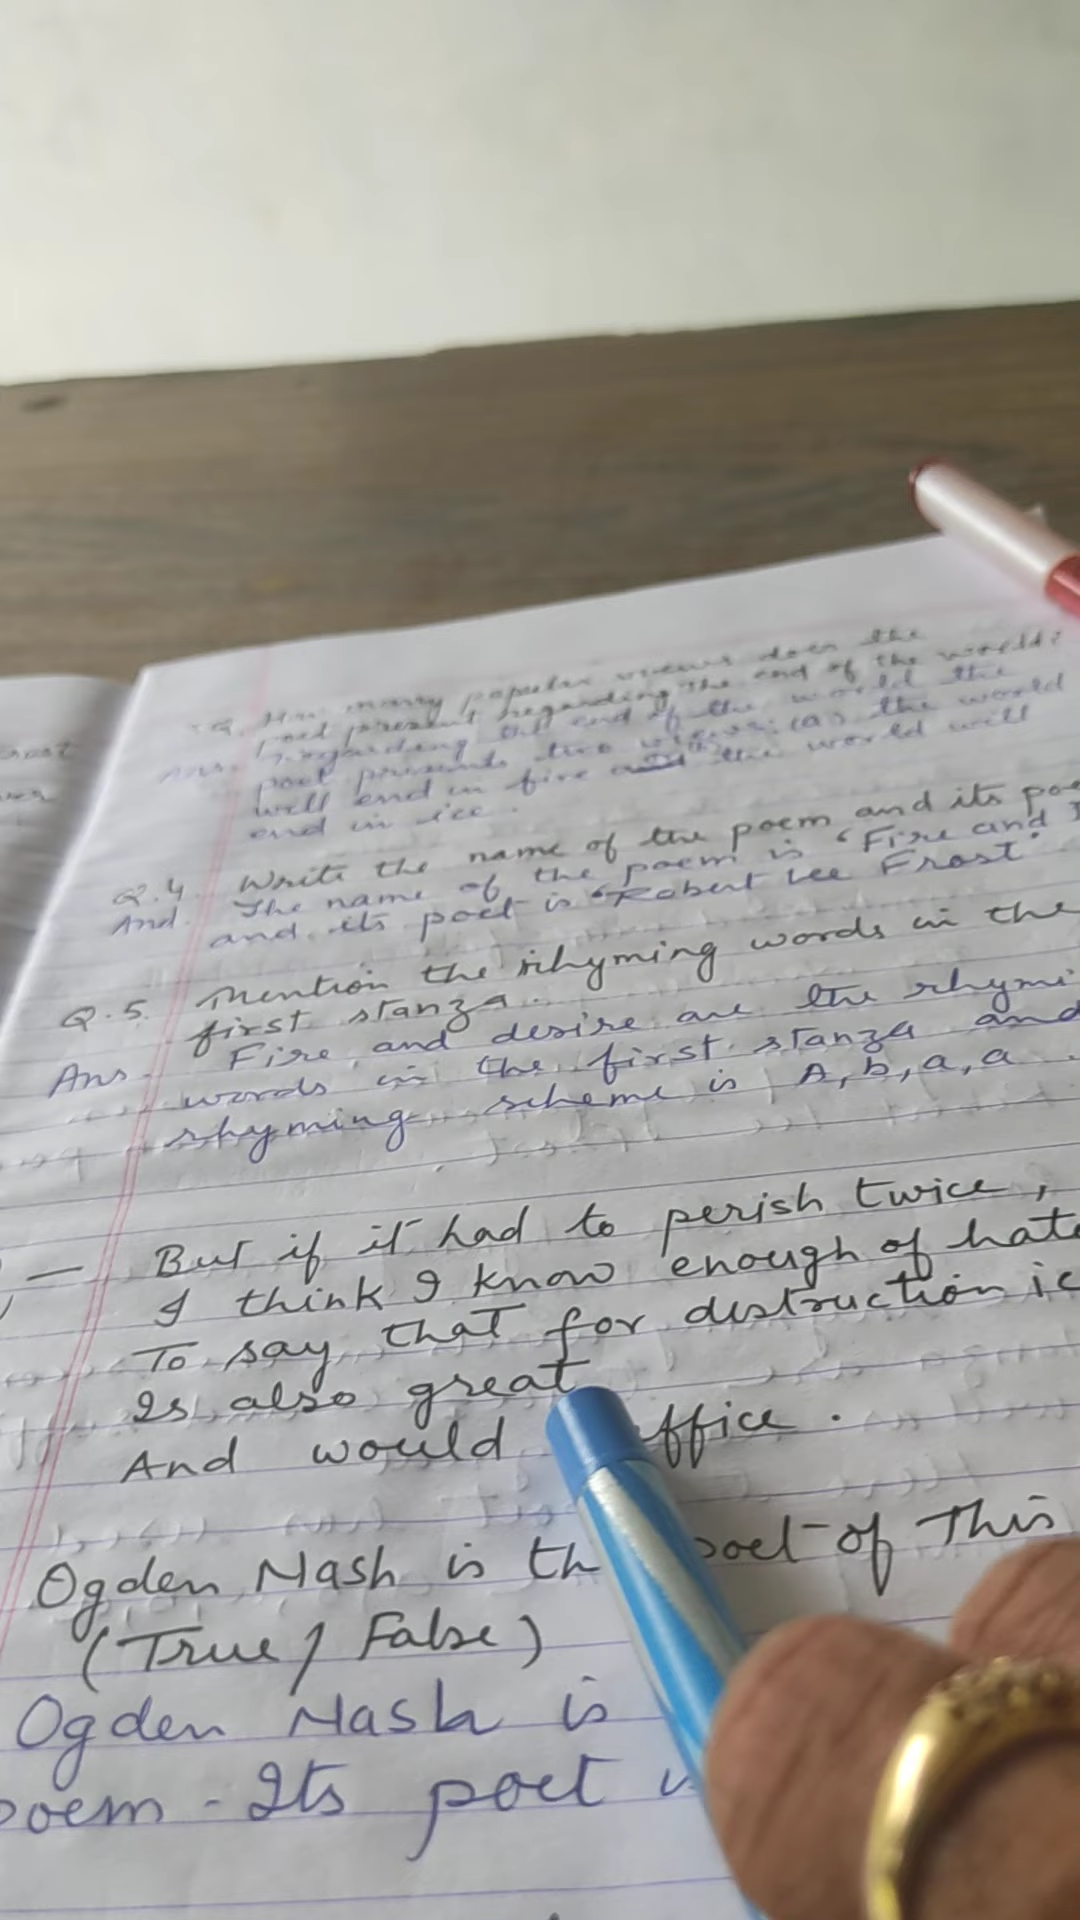 many popular views does the
poet present regarding the end of the world?
Ans. Regarding the end of the world the
poet presents two views: (a) the world
will end in fire the world will
end in ice.
Q.4. Write the name of the poem and its
And. The name of the poem is 'Fire and
and its poet is 'Robert Lee Frost'
Q.5. Mention the rhyming words in the
first stanza.
Ans. Fire and desire are the rhymi
words in the first stanza and
rhyming scheme is A, b, a, a
— But if it had to perish twice,
I think I know enough of hate
To say that for destruction ic
Is also great
And would ffice.
Ogden Nash is th poet of This
(True / False)
Ogden Nash is
poem. Its poet